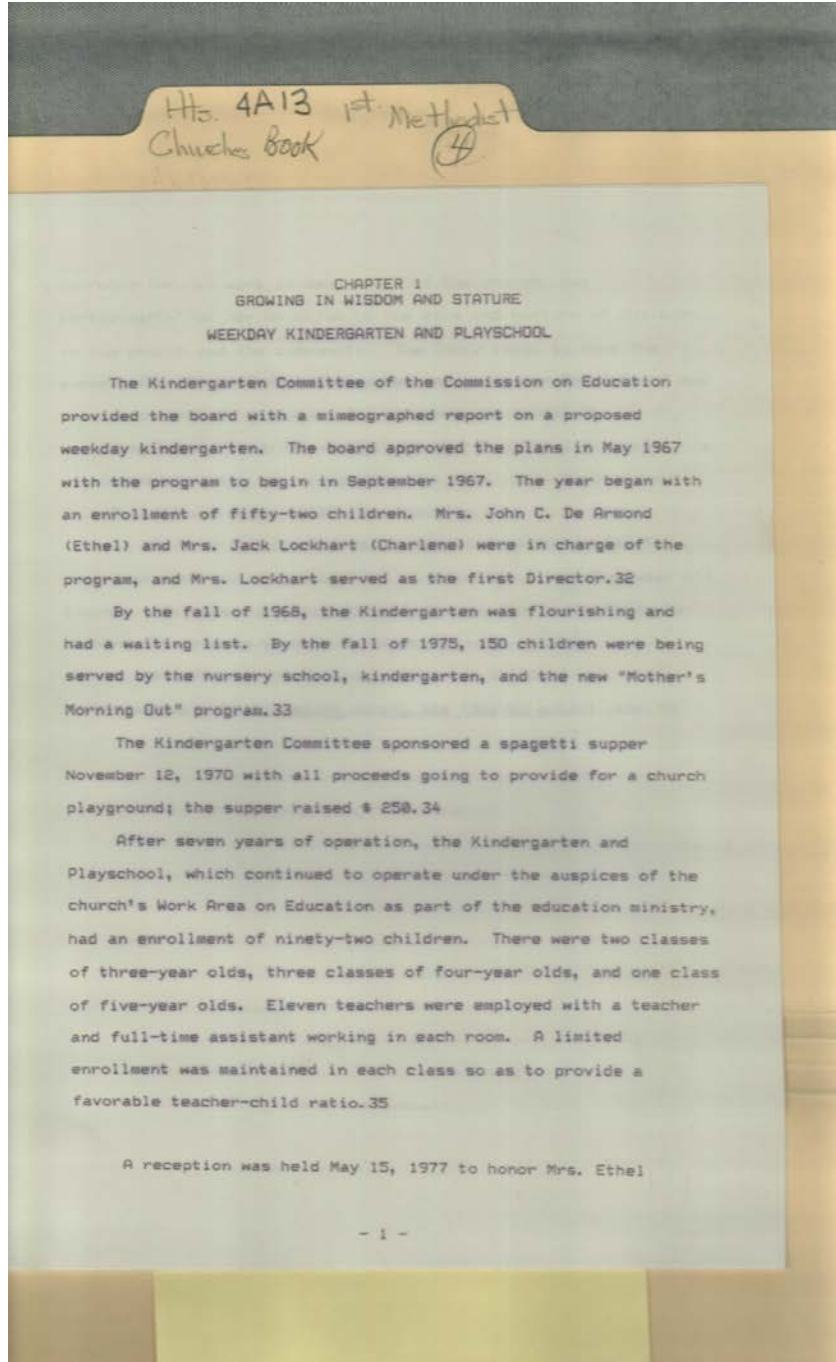 Hts. 4A13 1st. Methodist
Churches Book 4
CHAPTER 1
GROWING IN WISDOM AND STATURE
WEEKDAY KINDERGARTEN AND PLAYSCHOOL
The Kindergarten Committee of the Commission on Education
provided the board with a mimeographed report on a proposed
weekday kindergarten. The board approved the plans in May 1967
with the program to begin in September 1967. The year began with
an enrollment of fifty-two children. Mrs. John C. De Armond
(Ethel) and Mrs. Jack Lockhart (Charlene) were in charge of the
program, and Mrs. Lockhart served as the first Director.32
By the fall of 1968, the Kindergarten was flourishing and
had a waiting list. By the fall of 1975, 150 children were being
served by the nursery school, kindergarten, and the new "Mother's
Morning Out" program.33
The Kindergarten Committee sponsored a spagetti supper
November 12, 1970 with all proceeds going to provide for a church
playground; the supper raised $ 250.34
After seven years of operation, the Kindergarten and
Playschool, which continued to operate under the auspices of the
church's Work Area on Education as part of the education ministry,
had an enrollment of ninety-two children. There were two classes
of three-year olds, three classes of four-year olds, and one class
of five-year olds. Eleven teachers were employed with a teacher
and full-time assistant working in each room. A limited
enrollment was maintained in each class so as to provide a
favorable teacher-child ratio.35
A reception was held May 15, 1977 to honor Mrs. Ethel
- 1 -